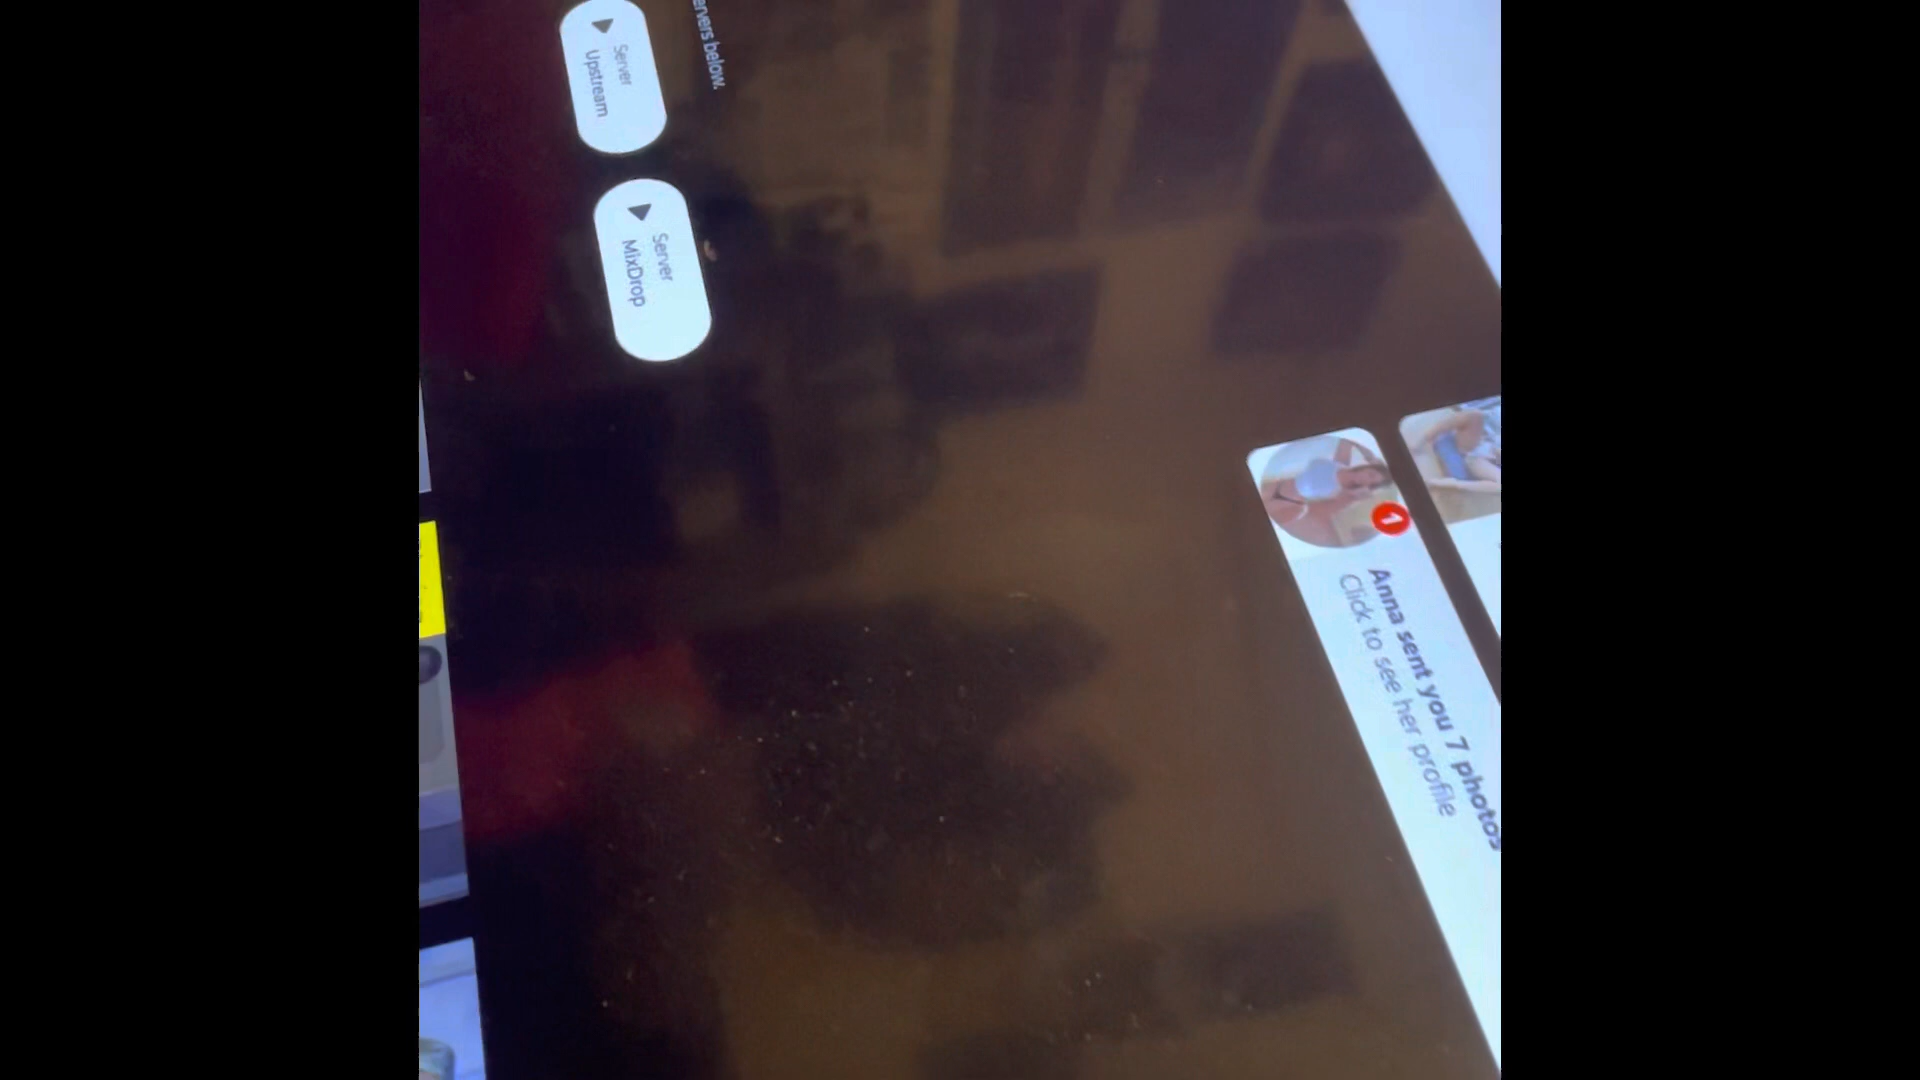 servers below.
Server
Upstream
Server
MixDrop
1
Anna sent you 7 photos
Click to see her profile